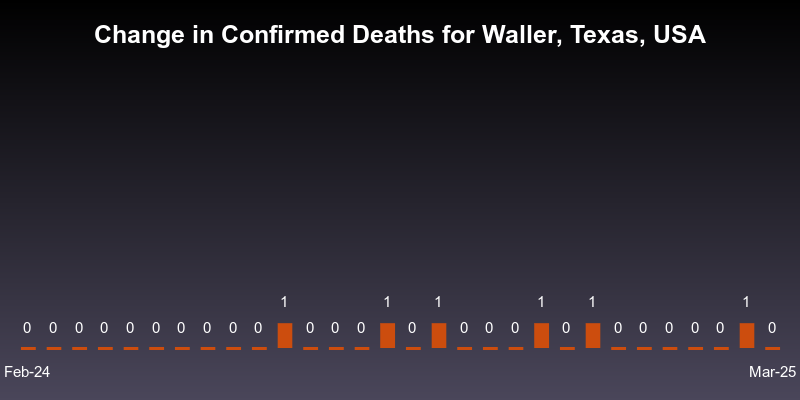 Change in Confirmed Deaths for Waller, Texas, USA
1 1 1 1 1 1
0 0 0 0 0 0 0 0 0 0 0 0 0 0 0 0 0 0 0 0 0 0 0 0
Feb-24 Mar-25